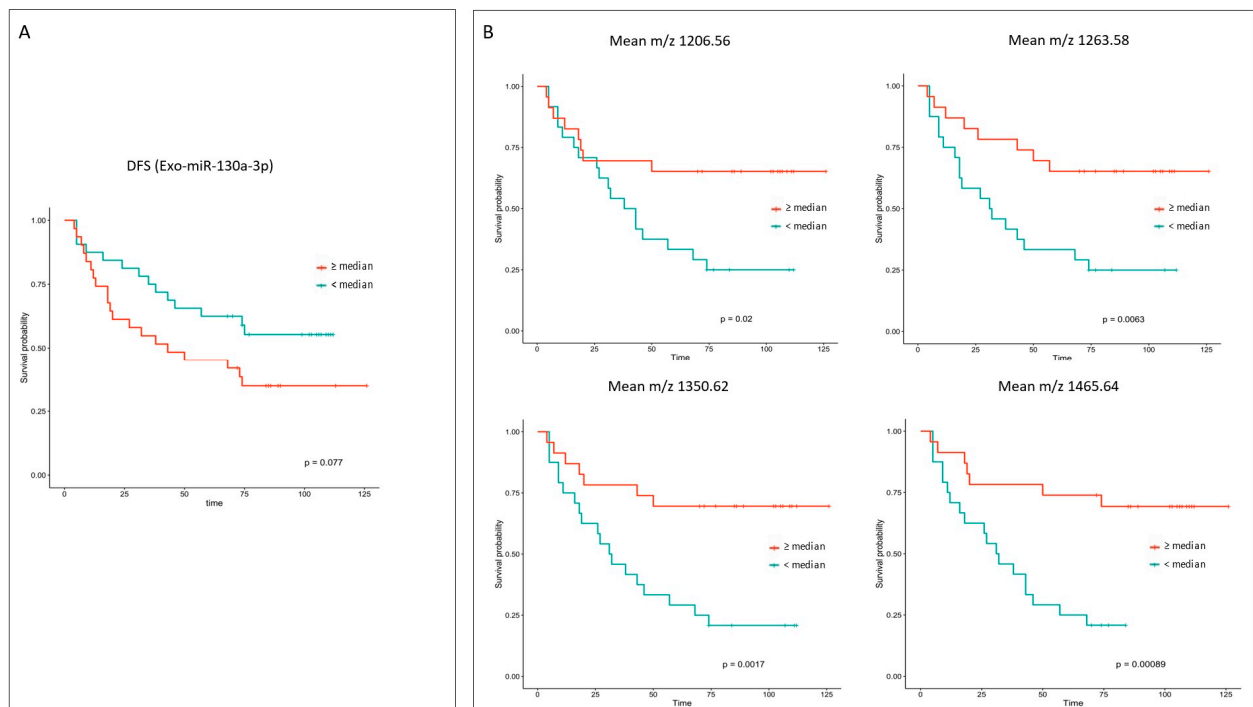 A
DFS (Exo-miR-130a-3p)
Survival probability
1.00
0.75
0.50
0.25
0.00
≥ median
< median
p = 0.077
0 25 50 75 100 125
time
B
Mean m/z 1206.56
Survival probability
1.00
0.75
0.50
0.25
0.00
≥ median
< median
p = 0.02
0 25 50 75 100 125
Time
Mean m/z 1263.58
Survival probability
1.00
0.75
0.50
0.25
0.00
≥ median
< median
p = 0.0063
0 25 50 75 100 125
Time
Mean m/z 1350.62
Survival probability
1.00
0.75
0.50
0.25
0.00
≥ median
< median
p = 0.0017
0 25 50 75 100 125
Time
Mean m/z 1465.64
Survival probability
1.00
0.75
0.50
0.25
0.00
≥ median
< median
p = 0.00089
0 25 50 75 100 125
Time